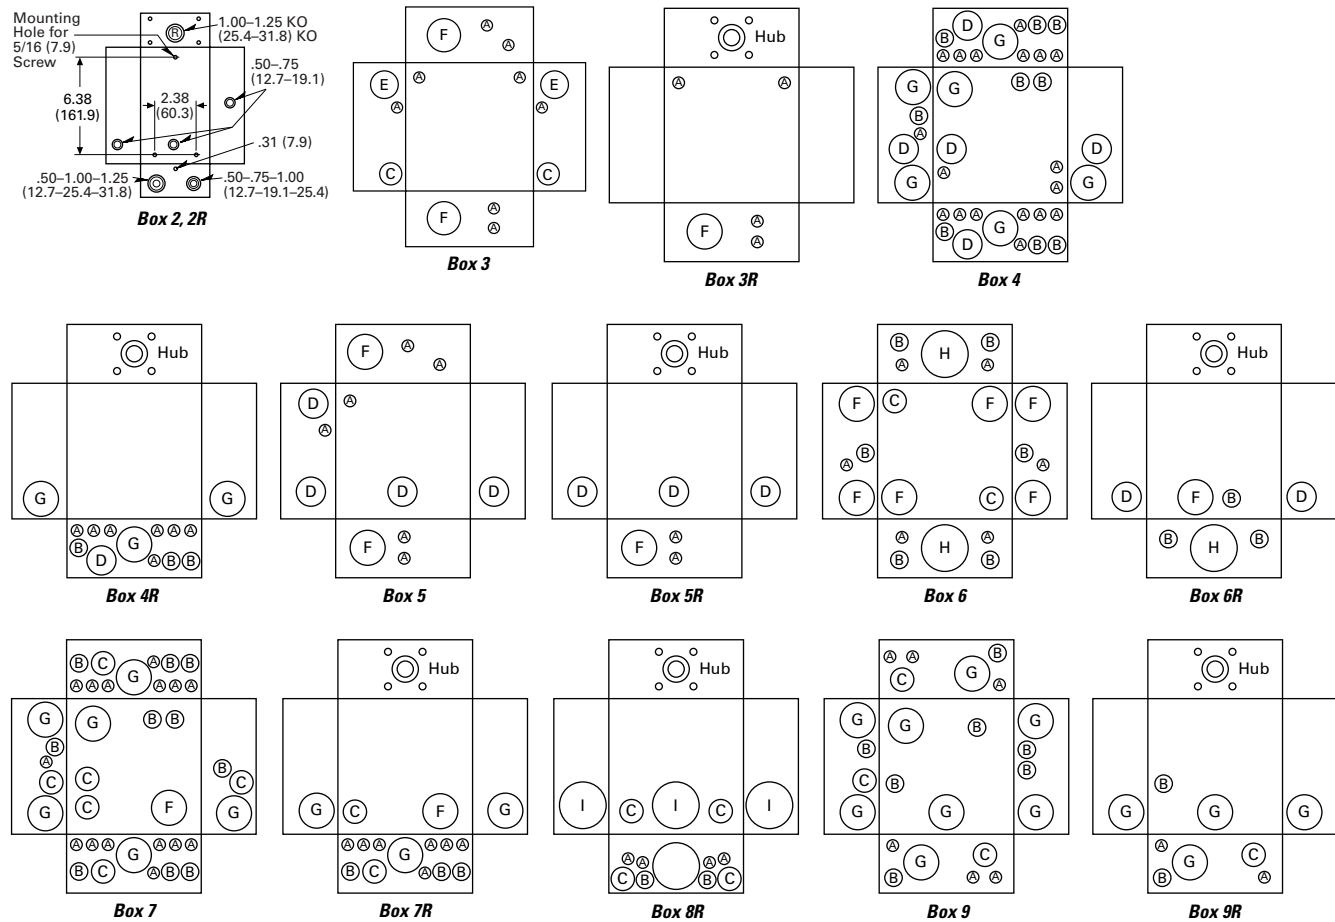 Mounting
Hole for
5/16 (7.9)
Screw
R
1.00–1.25 KO
(25.4–31.8) KO
.50–.75
(12.7–19.1)
6.38
(161.9)
2.38
(60.3)
.31 (7.9)
.50–1.00–1.25
(12.7–25.4–31.8)
.50–.75–1.00
(12.7–19.1–25.4)
Box 2, 2R
F A A
E A A E
A A
C C
F A A
Box 3
Hub
A A
F A A
Box 3R
D A B B
B G
A A A A A A
G G B B
B
A
D D D
A A
G A G
A A A A A A
B G
D A B B
Box 4
Hub
G G
A A A A A A
B G
D A B B
Box 4R
F A A
D A
A
D D D
F A A
Box 5
Hub
D D D
F A A
Box 5R
B H B
A A
F C F F
B B
A A
F F C F
A H A
B B
Box 6
Hub
D F B D
B H B
Box 6R
B C G A B B
A A A A A A
G G B B
B
A
C C B C
G C F G
A A A G A A A
B C A B B
Box 7
Hub
G C F G
A A A G A A A
B C A B B
Box 7R
Hub
I C I C I
A A A A
C B B C
Box 8R
A A B
C G A
G G B G
B B
C B B
G G G
A G C
B A A
Box 9
Hub
B
G G G
A G C
B A
Box 9R